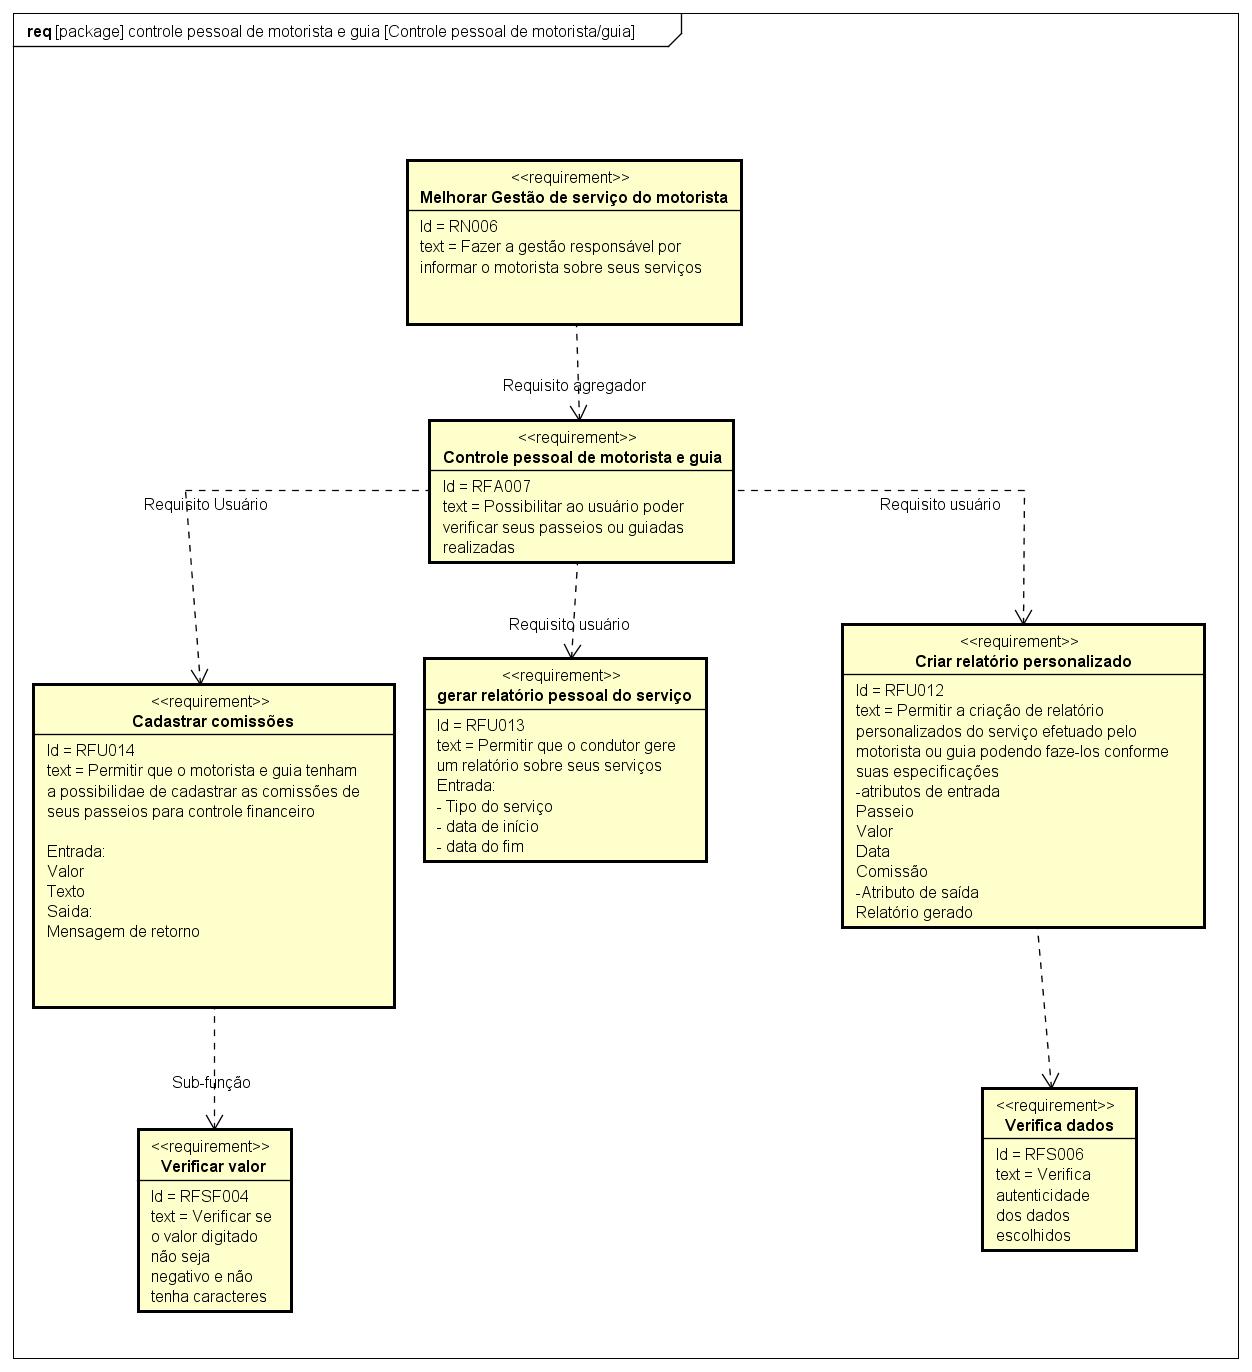 req [package] controle pessoal de motorista e guia [Controle pessoal de motorista/guia]
<<requirement>>
Melhorar Gestão de serviço do motorista
Id = RN006
text = Fazer a gestão responsável por
informar o motorista sobre seus serviços
Requisito agregador
<<requirement>>
Controle pessoal de motorista e guia
Id = RFA007
text = Possibilitar ao usuário poder
verificar seus passeios ou guiadas
realizadas
Requisito Usuário
Requisito usuário
Requisito usuário
<<requirement>>
Cadastrar comissões
Id = RFU014
text = Permitir que o motorista e guia tenham
a possibilidae de cadastrar as comissões de
seus passeios para controle financeiro
Entrada:
Valor
Texto
Saida:
Mensagem de retorno
<<requirement>>
gerar relatório pessoal do serviço
Id = RFU013
text = Permitir que o condutor gere
um relatório sobre seus serviços
Entrada:
- Tipo do serviço
- data de início
- data do fim
<<requirement>>
Criar relatório personalizado
Id = RFU012
text = Permitir a criação de relatório
personalizados do serviço efetuado pelo
motorista ou guia podendo faze-los conforme
suas especificações
-atributos de entrada
Passeio
Valor
Data
Comissão
-Atributo de saída
Relatório gerado
Sub-função
<<requirement>>
Verificar valor
Id = RFSF004
text = Verificar se
o valor digitado
não seja
negativo e não
tenha caracteres
<<requirement>>
Verifica dados
Id = RFS006
text = Verifica
autenticidade
dos dados
escolhidos